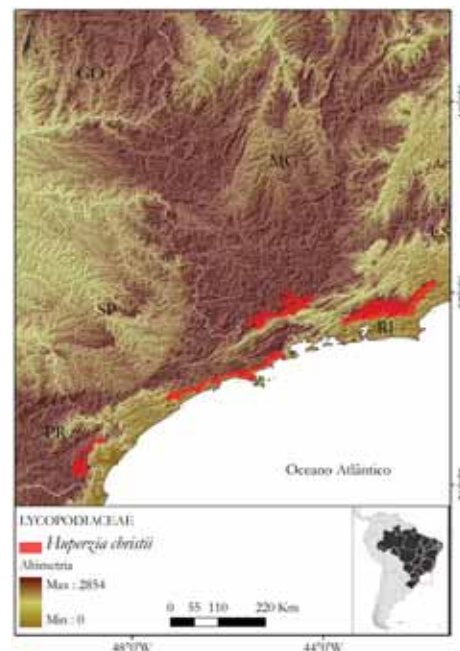 GO
MG
ES
SP
RJ
PR
Oceano Atlântico
LYCOPODIACEAE
Huperzia christii
Altimetria
Max : 2854
Min : 0
0 55 110 220 Km
48°0'W 44°0'W